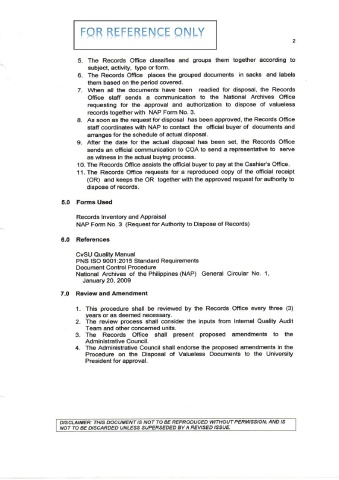 FOR REFERENCE ONLY
2
5. The Records Office classifies and groups them together according to
subject, activity, type or form.
6. The Records Office places the grouped documents in sacks and labels
them based on the period covered.
7. When all the documents have been readied for disposal, the Records
Office staff sends a communication to the National Archives Office
requesting for the approval and authorization to dispose of valueless
records together with NAP Form No. 3.
8. As soon as the request for disposal has been approved, the Records Office
staff coordinates with NAP to contact the official buyer of documents and
arranges for the schedule of actual disposal.
9. After the date for the actual disposal has been set, the Records Office
sends an official communication to COA to send a representative to serve
as witness in the actual buying process.
10. The Records Office assists the official buyer to pay at the Cashier's Office.
11. The Records Office requests for a reproduced copy of the official receipt
(OR) and keeps the OR together with the approved request for authority to
dispose of records.
5.0 Forms Used
Records Inventory and Appraisal
NAP Form No. 3 (Request for Authority to Dispose of Records)
6.0 References
CvSU Quality Manual
PNS ISO 9001:2015 Standard Requirements
Document Control Procedure
National Archives of the Philippines (NAP) General Circular No. 1,
January 20, 2009
7.0 Review and Amendment
1. This procedure shall be reviewed by the Records Office every three (3)
years or as deemed necessary.
2. The review process shall consider the inputs from Internal Quality Audit
Team and other concerned units.
3. The Records Office shall present proposed amendments to the
Administrative Council.
4. The Administrative Council shall endorse the proposed amendments in the
Procedure on the Disposal of Valueless Documents to the University
President for approval.
DISCLAIMER: THIS DOCUMENT IS NOT TO BE REPRODUCED WITHOUT PERMISSION, AND IS
NOT TO BE DISCARDED UNLESS SUPERSEDED BY A REVISED ISSUE.